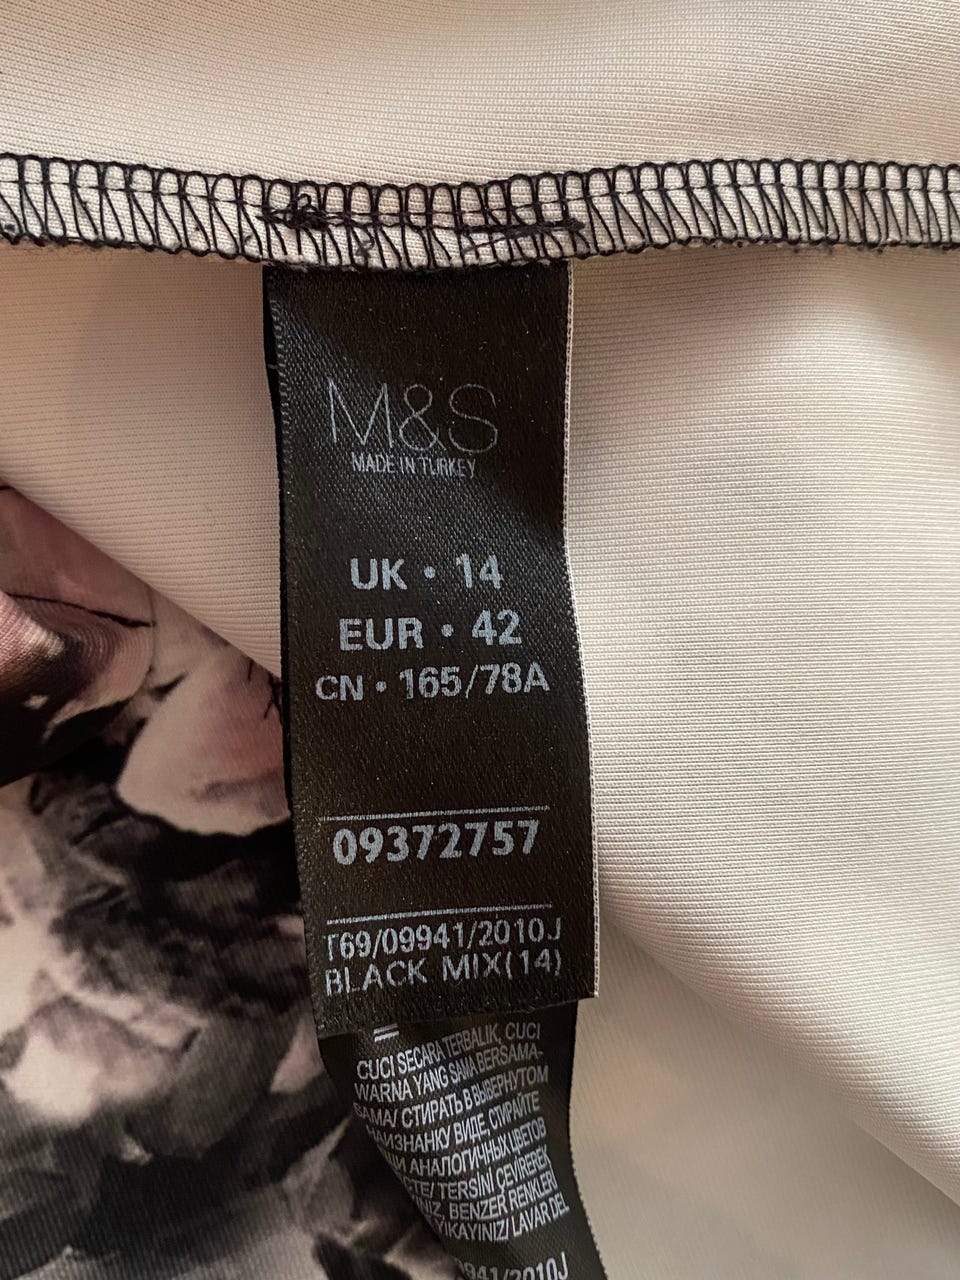 M&S
MADE IN TURKEY
UK • 14
EUR • 42
CN • 165/78A
09372757
T69/09941/2010J
BLACK MIX(14)
CUCI SECARA TERBALIK, CUCI
WARNA YANG SAMA BERSAMA-
SAMA/ СТИРАТЬ В ВЫВЕРНУТОМ
НАИЗНАНКУ ВИДЕ, СТИРАЙТЕ
АНАЛОГИЧНЫХ ЦВЕТОВ
TERSİNİ ÇEVİREREK
BENZER RENKLERİ
YIKAYINIZ/ LAVAR DEL
941/2010J